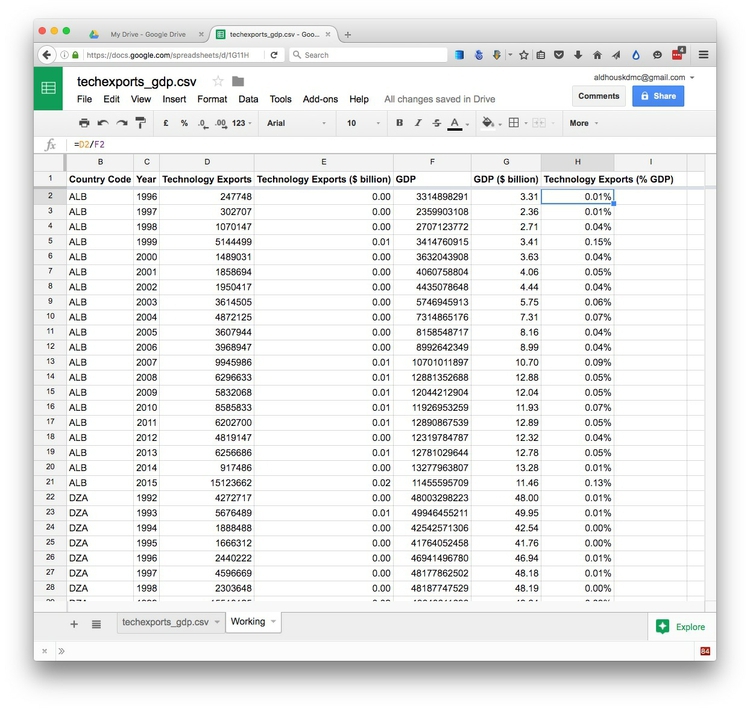 My Drive - Google Drive
techexports_gdp.csv - Goo...
https://docs.google.com/spreadsheets/d/1G11H
Search
4
techexports_gdp.csv
aldhouskdmc@gmail.com
File Edit View Insert Format Data Tools Add-ons Help All changes saved in Drive
Comments Share
£ % .0 .00 123 Arial 10 B I S A More
fx =D2/F2
B C D E F G H I
1 Country Code Year Technology Exports Technology Exports ($ billion) GDP GDP ($ billion) Technology Exports (% GDP)
2 ALB 1996 247748 0.00 3314898291 3.31 0.01%
3 ALB 1997 302707 0.00 2359903108 2.36 0.01%
4 ALB 1998 1070147 0.00 2707123772 2.71 0.04%
5 ALB 1999 5144499 0.01 3414760915 3.41 0.15%
6 ALB 2000 1489031 0.00 3632043908 3.63 0.04%
7 ALB 2001 1858694 0.00 4060758804 4.06 0.05%
8 ALB 2002 1950417 0.00 4435078648 4.44 0.04%
9 ALB 2003 3614505 0.00 5746945913 5.75 0.06%
10 ALB 2004 4872125 0.00 7314865176 7.31 0.07%
11 ALB 2005 3607944 0.00 8158548717 8.16 0.04%
12 ALB 2006 3968947 0.00 8992642349 8.99 0.04%
13 ALB 2007 9945986 0.01 10701011897 10.70 0.09%
14 ALB 2008 6296633 0.01 12881352688 12.88 0.05%
15 ALB 2009 5832068 0.01 12044212904 12.04 0.05%
16 ALB 2010 8585833 0.01 11926953259 11.93 0.07%
17 ALB 2011 6202700 0.01 12890867539 12.89 0.05%
18 ALB 2012 4819147 0.00 12319784787 12.32 0.04%
19 ALB 2013 6256686 0.01 12781029644 12.78 0.05%
20 ALB 2014 917486 0.00 13277963807 13.28 0.01%
21 ALB 2015 15123662 0.02 11455595709 11.46 0.13%
22 DZA 1992 4272717 0.00 48003298223 48.00 0.01%
23 DZA 1993 5676489 0.01 49946455211 49.95 0.01%
24 DZA 1994 1888488 0.00 42542571306 42.54 0.00%
25 DZA 1995 1666312 0.00 41764052458 41.76 0.00%
26 DZA 1996 2440222 0.00 46941496780 46.94 0.01%
27 DZA 1997 4596669 0.00 48177862502 48.18 0.01%
28 DZA 1998 2303648 0.00 48187747529 48.19 0.00%
techexports_gdp.csv Working
Explore
84